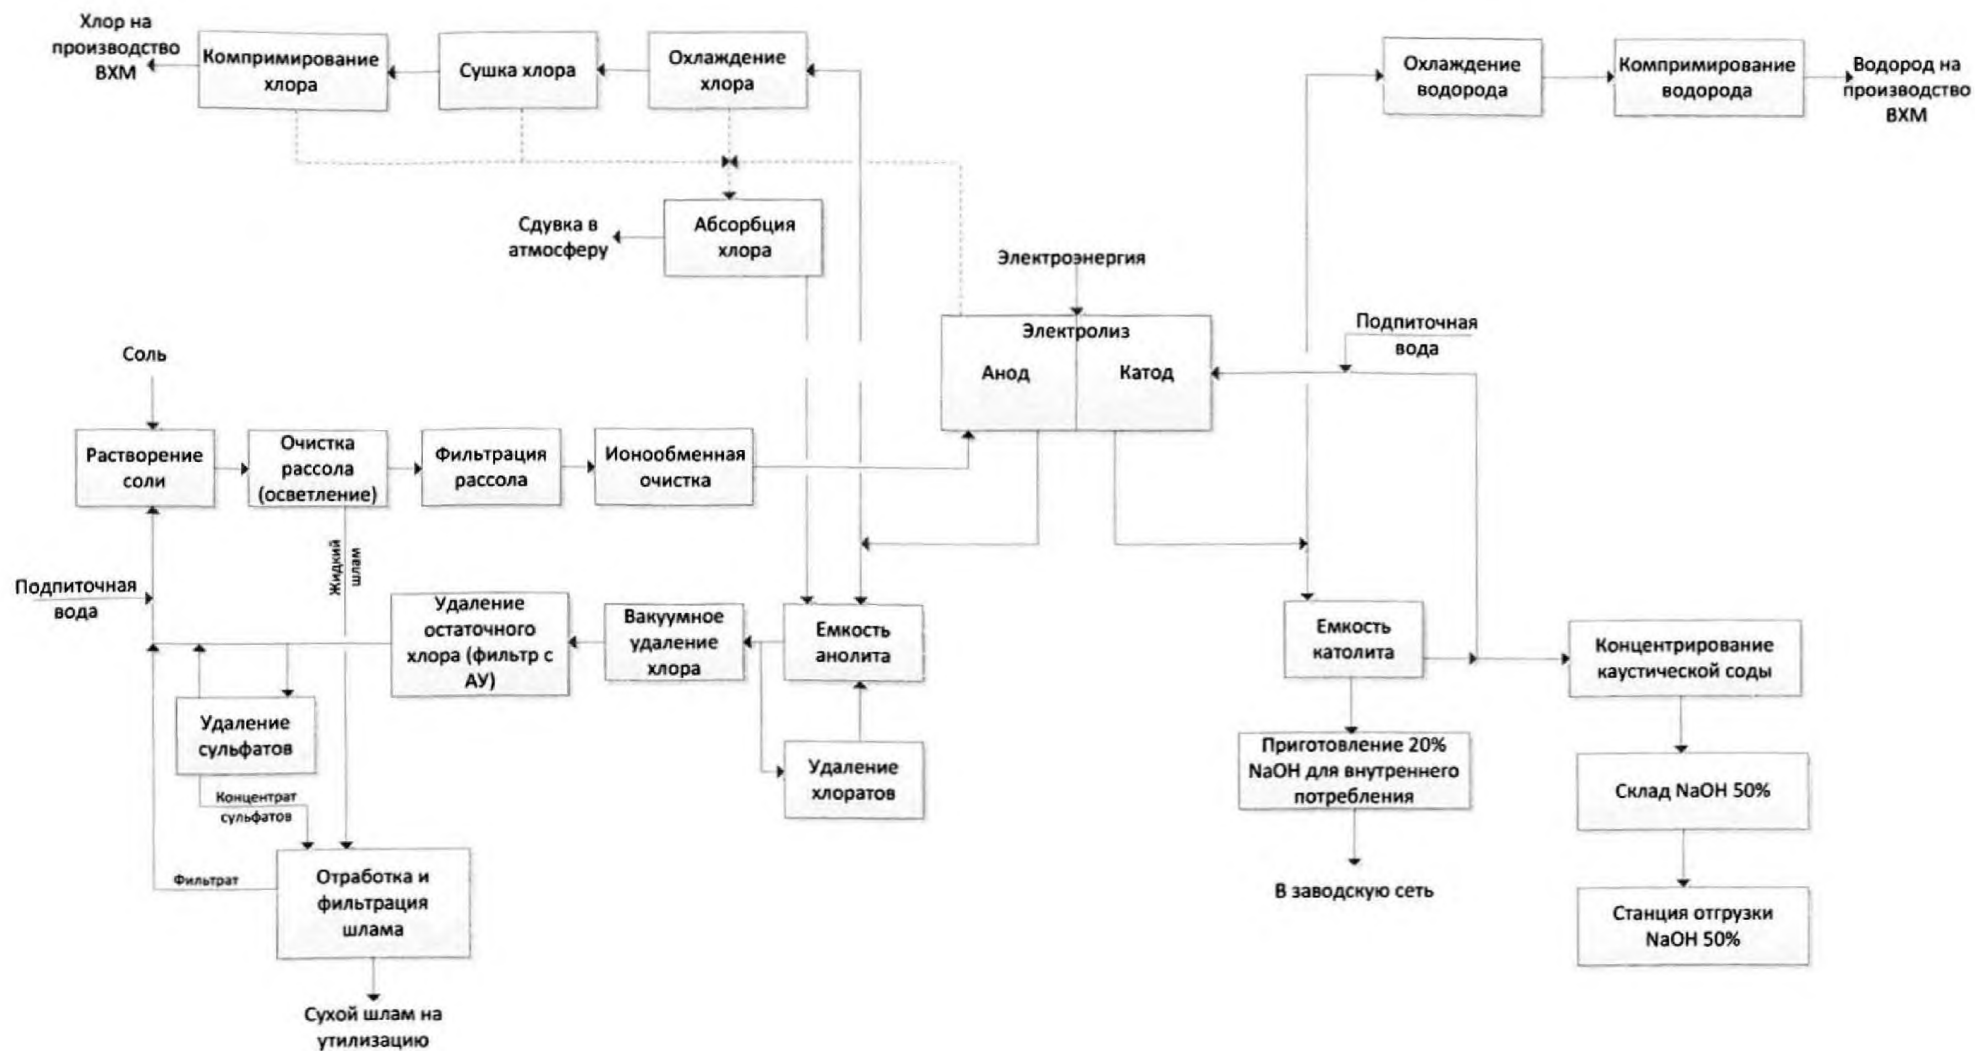 Хлор на
производство
ВХМ
Компримирование
хлора
Сушка хлора
Охлаждение
хлора
Охлаждение
водорода
Компримирование
водорода
Водород на
производство
ВХМ
Сдувка в
атмосферу
Абсорбция
хлора
Электроэнергия
Электролиз
Анод
Катод
Подпиточная
вода
Соль
Растворение
соли
Очистка
рассола
(осветление)
Фильтрация
рассола
Ионообменная
очистка
Жидкий
шлам
Подпиточная
вода
Удаление
остаточного
хлора (фильтр с
АУ)
Вакуумное
удаление
хлора
Емкость
анолита
Емкость
католита
Концентрирование
каустической соды
Удаление
сульфатов
Удаление
хлоратов
Приготовление 20%
NaOH для внутреннего
потребления
Склад NaOH 50%
Концентрат
сульфатов
Фильтрат
Отработка и
фильтрация
шлама
В заводскую сеть
Станция отгрузки
NaOH 50%
Сухой шлам на
утилизацию